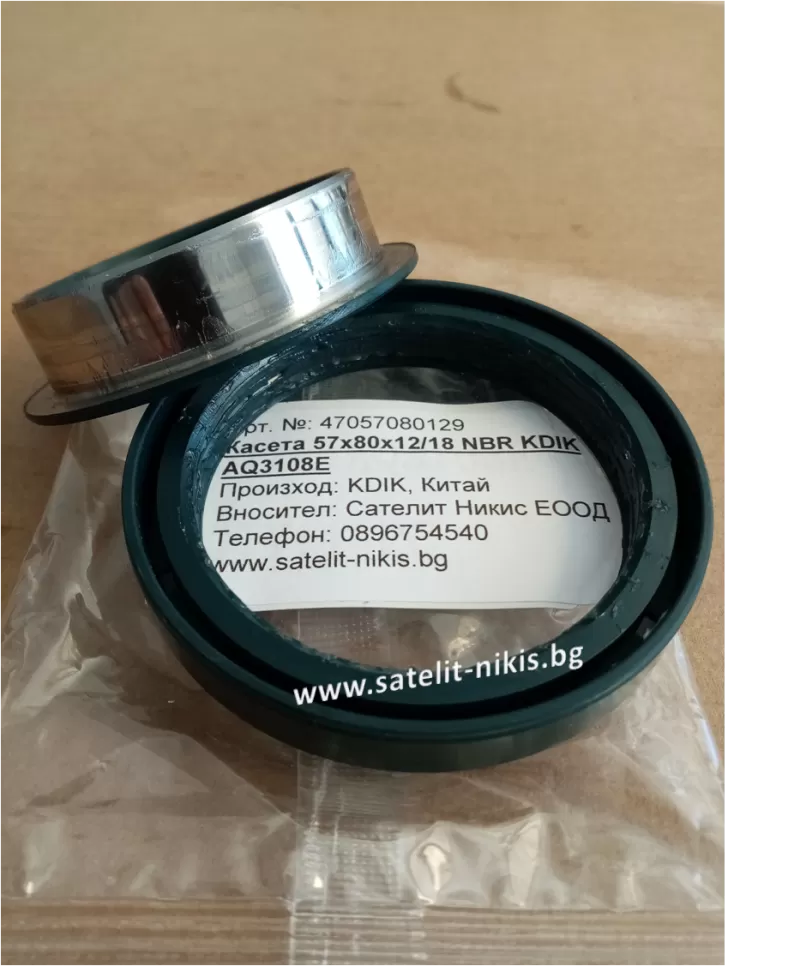 рт. №: 47057080129
Касета 57x80x12/18 NBR KDIK
AQ3108E
Произход: KDIK, Китай
Вносител: Сателит Никис ЕООД
Телефон: 0896754540
www.satelit-nikis.bg
www.satelit-nikis.bg